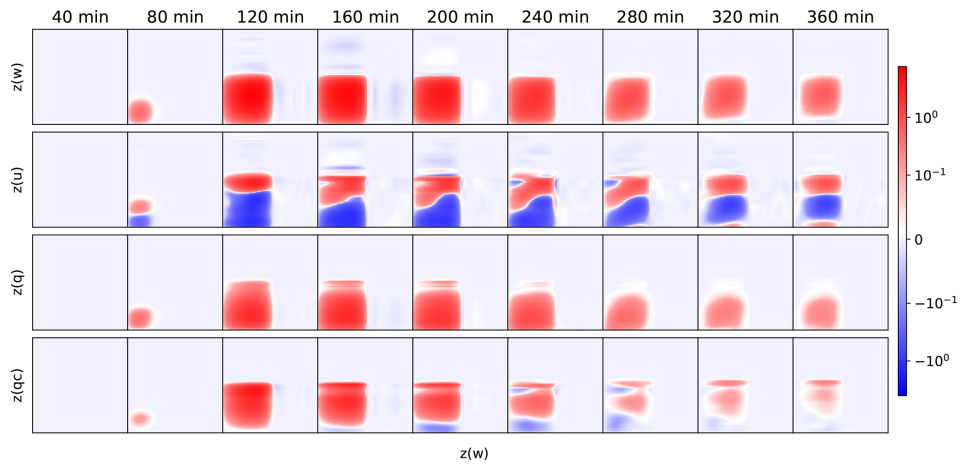 40 min 80 min 120 min 160 min 200 min 240 min 280 min 320 min 360 min
z(w)
z(u)
z(q)
z(qc)
10⁰
10⁻¹
0
−10⁻¹
−10⁰
z(w)